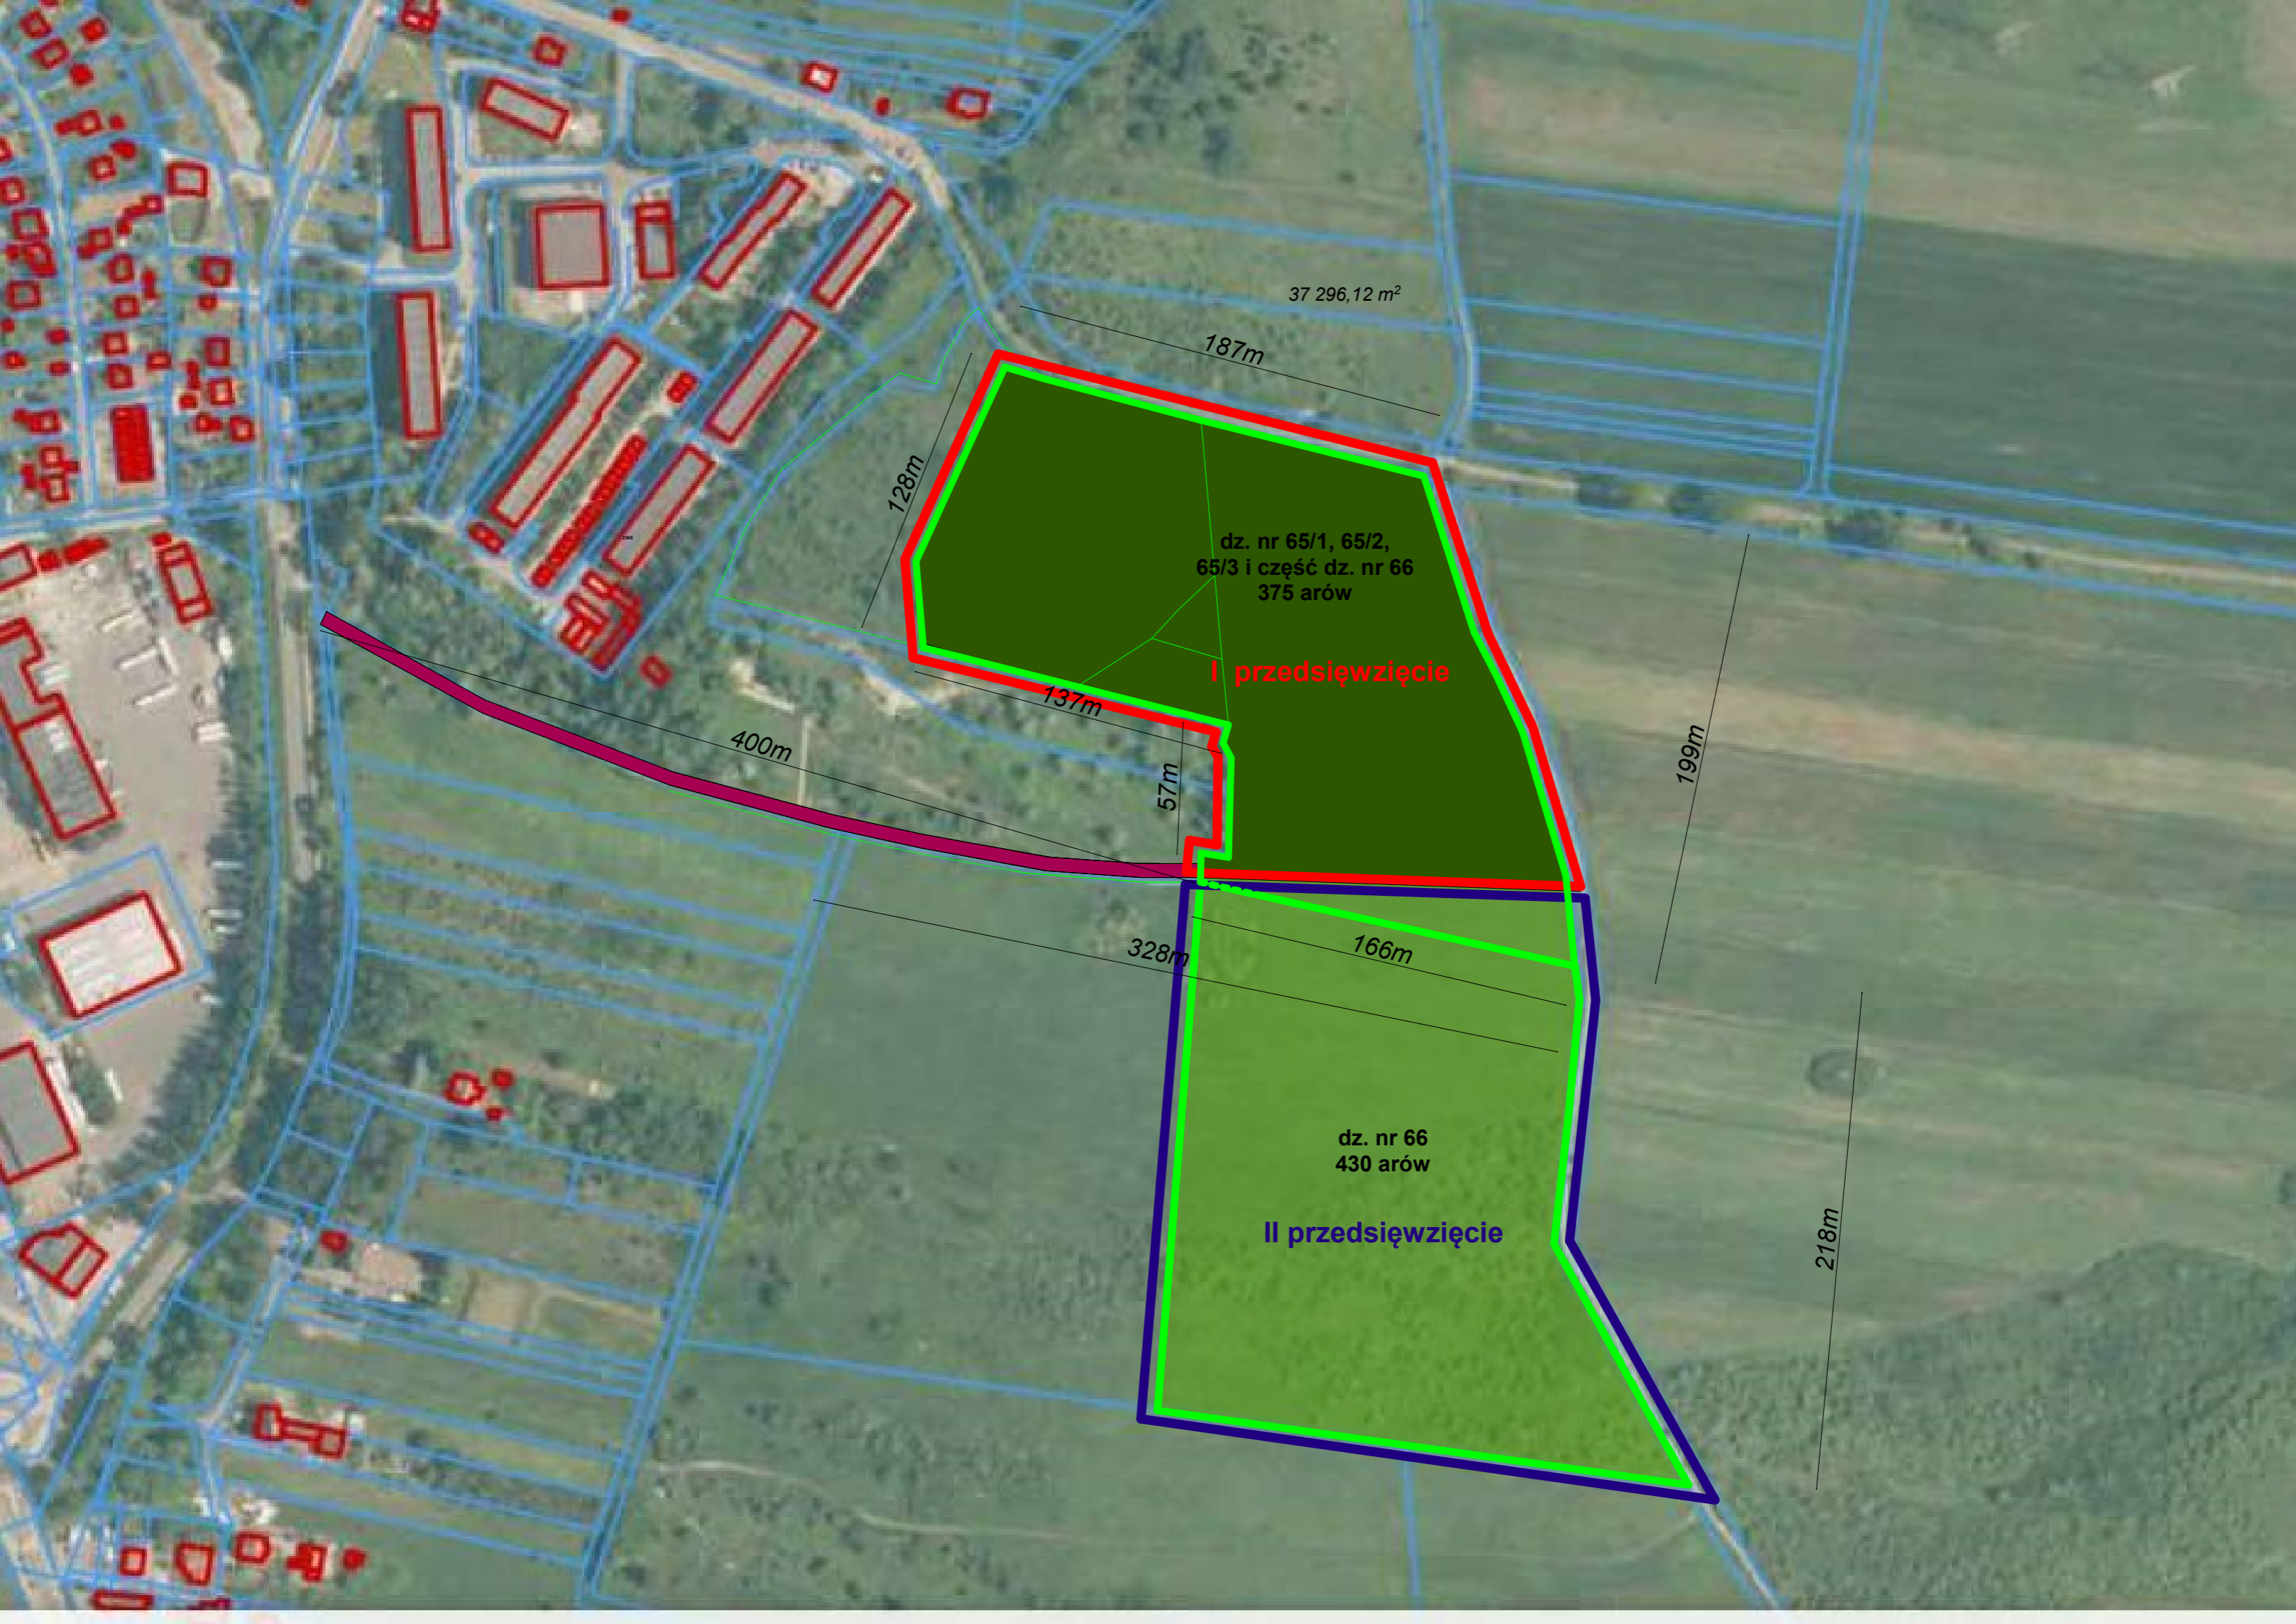 37 296,12 m²
187m
128m
dz. nr 65/1, 65/2,
65/3 i część dz. nr 66
375 arów
I przedsięwzięcie
137m
400m
57m
199m
328m
166m
dz. nr 66
430 arów
II przedsięwzięcie
218m